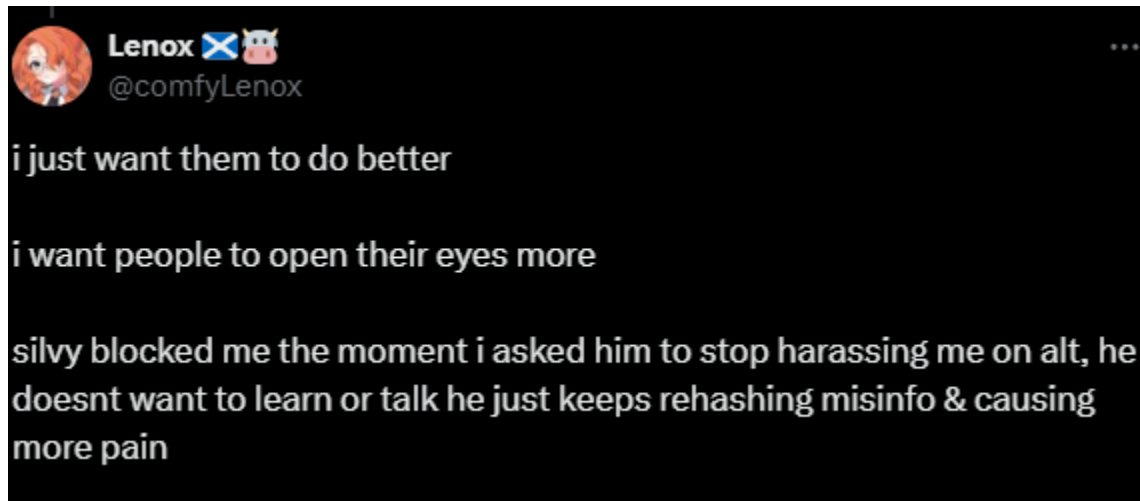 Lenox 🏴󠁧󠁢󠁳󠁣󠁴󠁿🐮
@comfyLenox
i just want them to do better
i want people to open their eyes more
silvy blocked me the moment i asked him to stop harassing me on alt, he
doesnt want to learn or talk he just keeps rehashing misinfo & causing
more pain